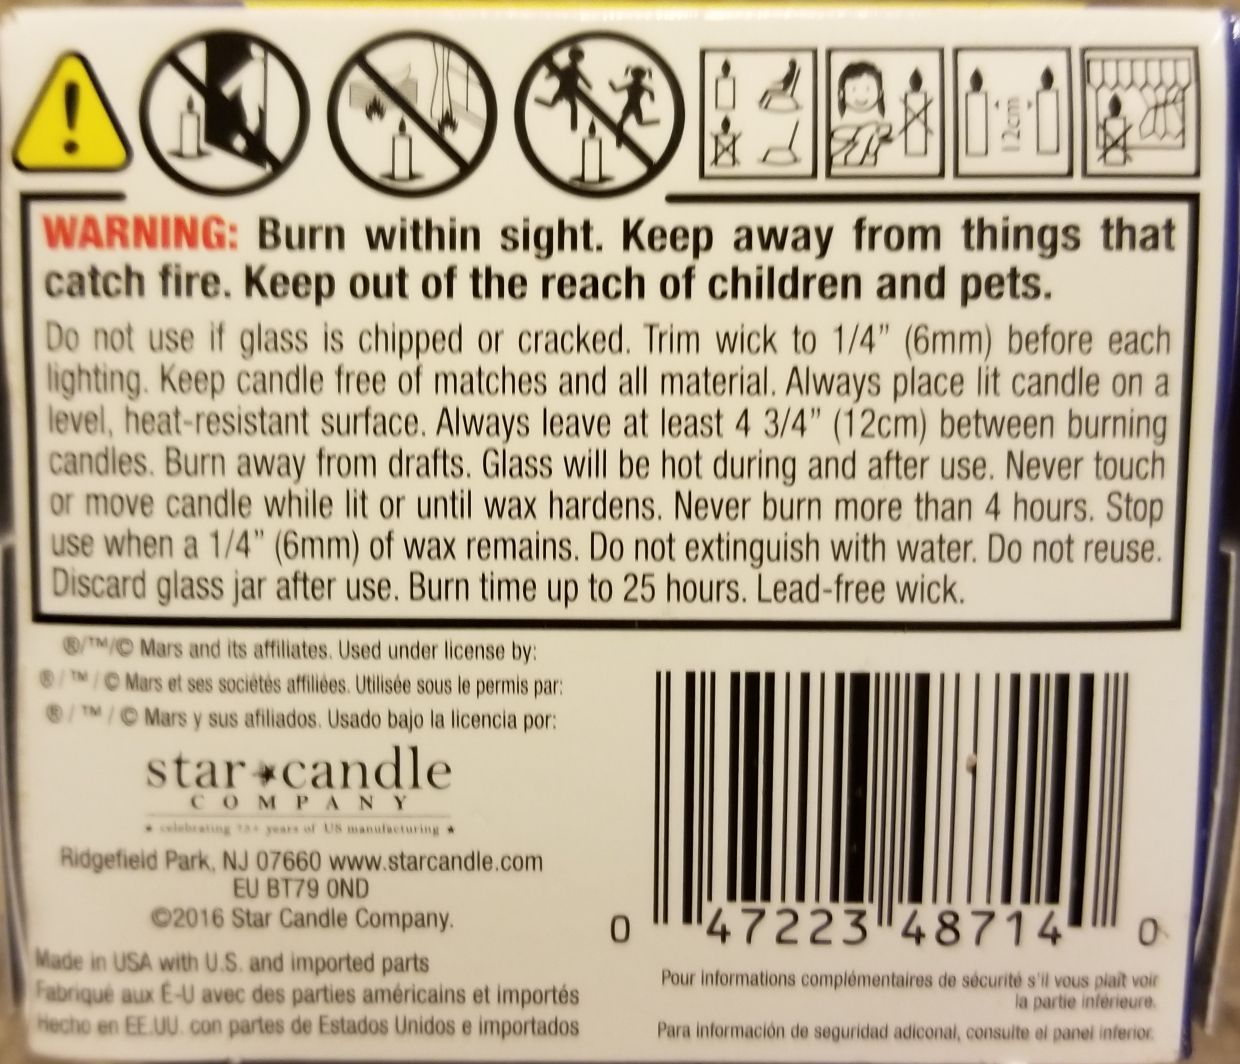 12cm
WARNING: Burn within sight. Keep away from things that
catch fire. Keep out of the reach of children and pets.
Do not use if glass is chipped or cracked. Trim wick to 1/4” (6mm) before each
lighting. Keep candle free of matches and all material. Always place lit candle on a
level, heat-resistant surface. Always leave at least 4 3/4” (12cm) between burning
candles. Burn away from drafts. Glass will be hot during and after use. Never touch
or move candle while lit or until wax hardens. Never burn more than 4 hours. Stop
use when a 1/4” (6mm) of wax remains. Do not extinguish with water. Do not reuse.
Discard glass jar after use. Burn time up to 25 hours. Lead-free wick.
®/™/© Mars and its affiliates. Used under license by:
® / ™ / © Mars et ses sociétés affiliées. Utilisée sous le permis par:
® / ™ / © Mars y sus afiliados. Usado bajo la licencia por:
star candle
COMPANY
celebrating 75+ years of US manufacturing
Ridgefield Park, NJ 07660 www.starcandle.com
EU BT79 0ND
©2016 Star Candle Company.
Made in USA with U.S. and imported parts
Fabriqué aux É-U avec des parties américains et importés
Hecho en EE.UU. con partes de Estados Unidos e importados
0 47223 48714 0
Pour informations complémentaires de sécurité s'il vous plaît voir
la partie inférieure.
Para información de seguridad adiconal, consulte el panel inferior.